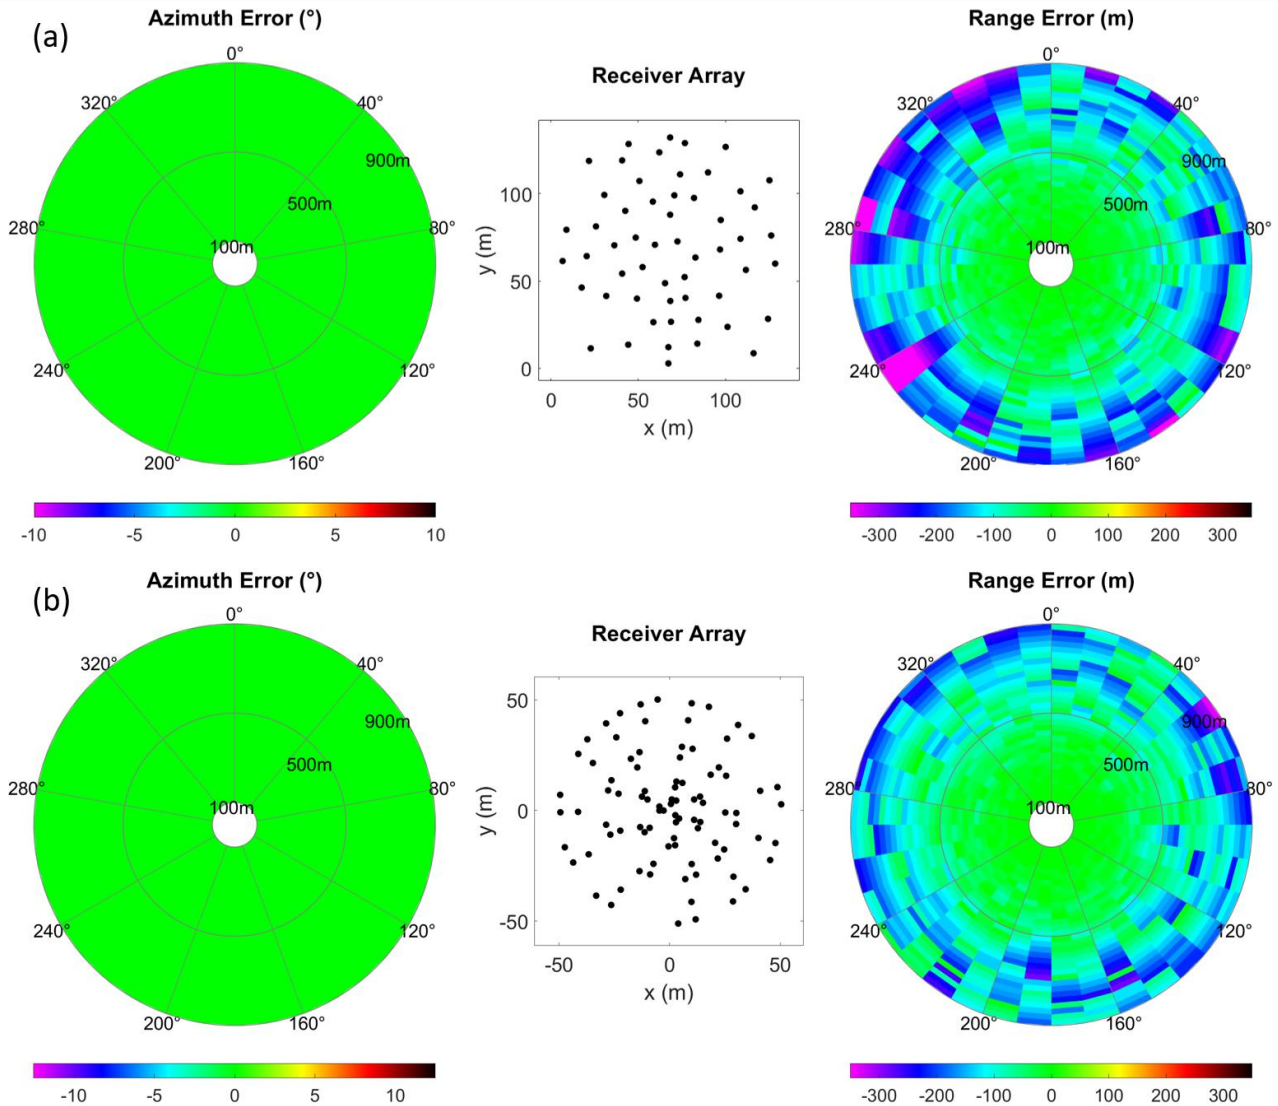 (a)
Azimuth Error (°)
0°
40°
80°
120°
160°
200°
240°
280°
320°
900m
500m
100m
-10 -5 0 5 10
Receiver Array
y (m)
100
50
0
0 50 100
x (m)
Range Error (m)
0°
40°
80°
120°
160°
200°
240°
280°
320°
900m
500m
100m
-300 -200 -100 0 100 200 300
(b)
Azimuth Error (°)
0°
40°
80°
120°
160°
200°
240°
280°
320°
900m
500m
100m
-10 -5 0 5 10
Receiver Array
y (m)
50
0
-50
-50 0 50
x (m)
Range Error (m)
0°
40°
80°
120°
160°
200°
240°
280°
320°
900m
500m
100m
-300 -200 -100 0 100 200 300